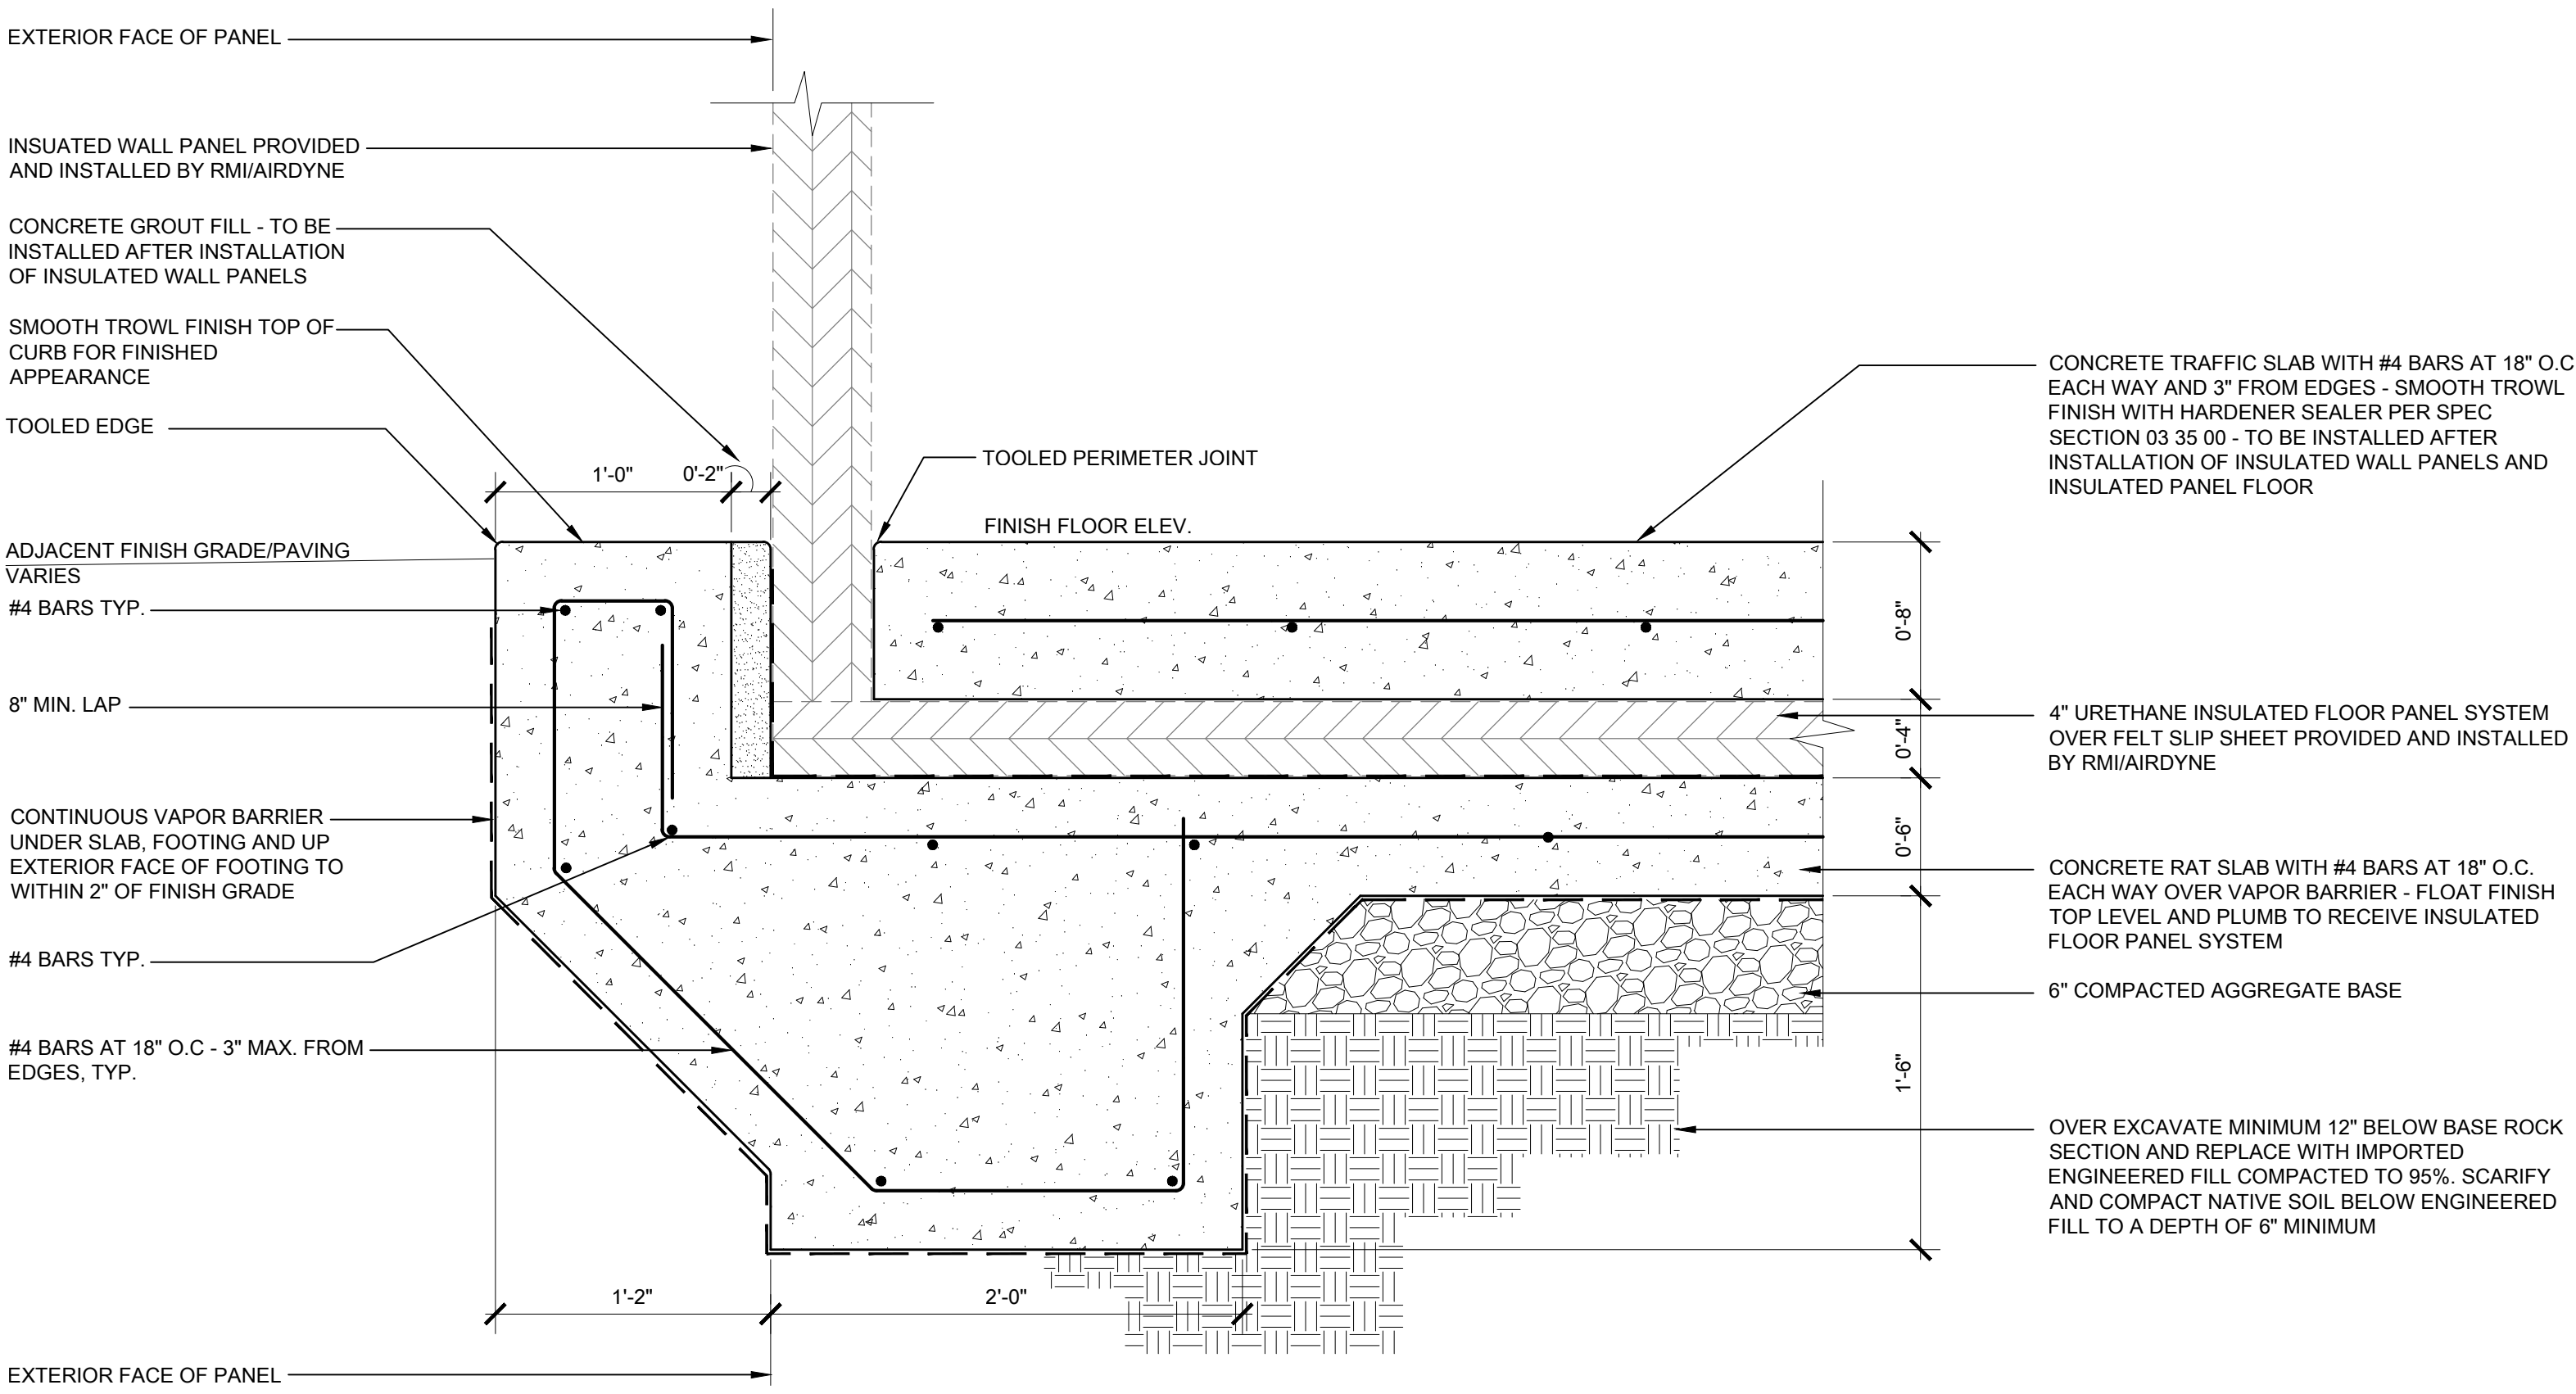 EXTERIOR FACE OF PANEL
INSUATED WALL PANEL PROVIDED
AND INSTALLED BY RMI/AIRDYNE
CONCRETE GROUT FILL - TO BE
INSTALLED AFTER INSTALLATION
OF INSULATED WALL PANELS
SMOOTH TROWL FINISH TOP OF
CURB FOR FINISHED
APPEARANCE
TOOLED EDGE
1'-0"
0'-2"
ADJACENT FINISH GRADE/PAVING
VARIES
#4 BARS TYP.
8" MIN. LAP
CONTINUOUS VAPOR BARRIER
UNDER SLAB, FOOTING AND UP
EXTERIOR FACE OF FOOTING TO
WITHIN 2" OF FINISH GRADE
#4 BARS TYP.
#4 BARS AT 18" O.C - 3" MAX. FROM
EDGES, TYP.
1'-2"
2'-0"
EXTERIOR FACE OF PANEL
TOOLED PERIMETER JOINT
FINISH FLOOR ELEV.
0'-8"
0'-4"
0'-6"
1'-6"
CONCRETE TRAFFIC SLAB WITH #4 BARS AT 18" O.C
EACH WAY AND 3" FROM EDGES - SMOOTH TROWL
FINISH WITH HARDENER SEALER PER SPEC
SECTION 03 35 00 - TO BE INSTALLED AFTER
INSTALLATION OF INSULATED WALL PANELS AND
INSULATED PANEL FLOOR
4" URETHANE INSULATED FLOOR PANEL SYSTEM
OVER FELT SLIP SHEET PROVIDED AND INSTALLED
BY RMI/AIRDYNE
CONCRETE RAT SLAB WITH #4 BARS AT 18" O.C.
EACH WAY OVER VAPOR BARRIER - FLOAT FINISH
TOP LEVEL AND PLUMB TO RECEIVE INSULATED
FLOOR PANEL SYSTEM
6" COMPACTED AGGREGATE BASE
OVER EXCAVATE MINIMUM 12" BELOW BASE ROCK
SECTION AND REPLACE WITH IMPORTED
ENGINEERED FILL COMPACTED TO 95%. SCARIFY
AND COMPACT NATIVE SOIL BELOW ENGINEERED
FILL TO A DEPTH OF 6" MINIMUM